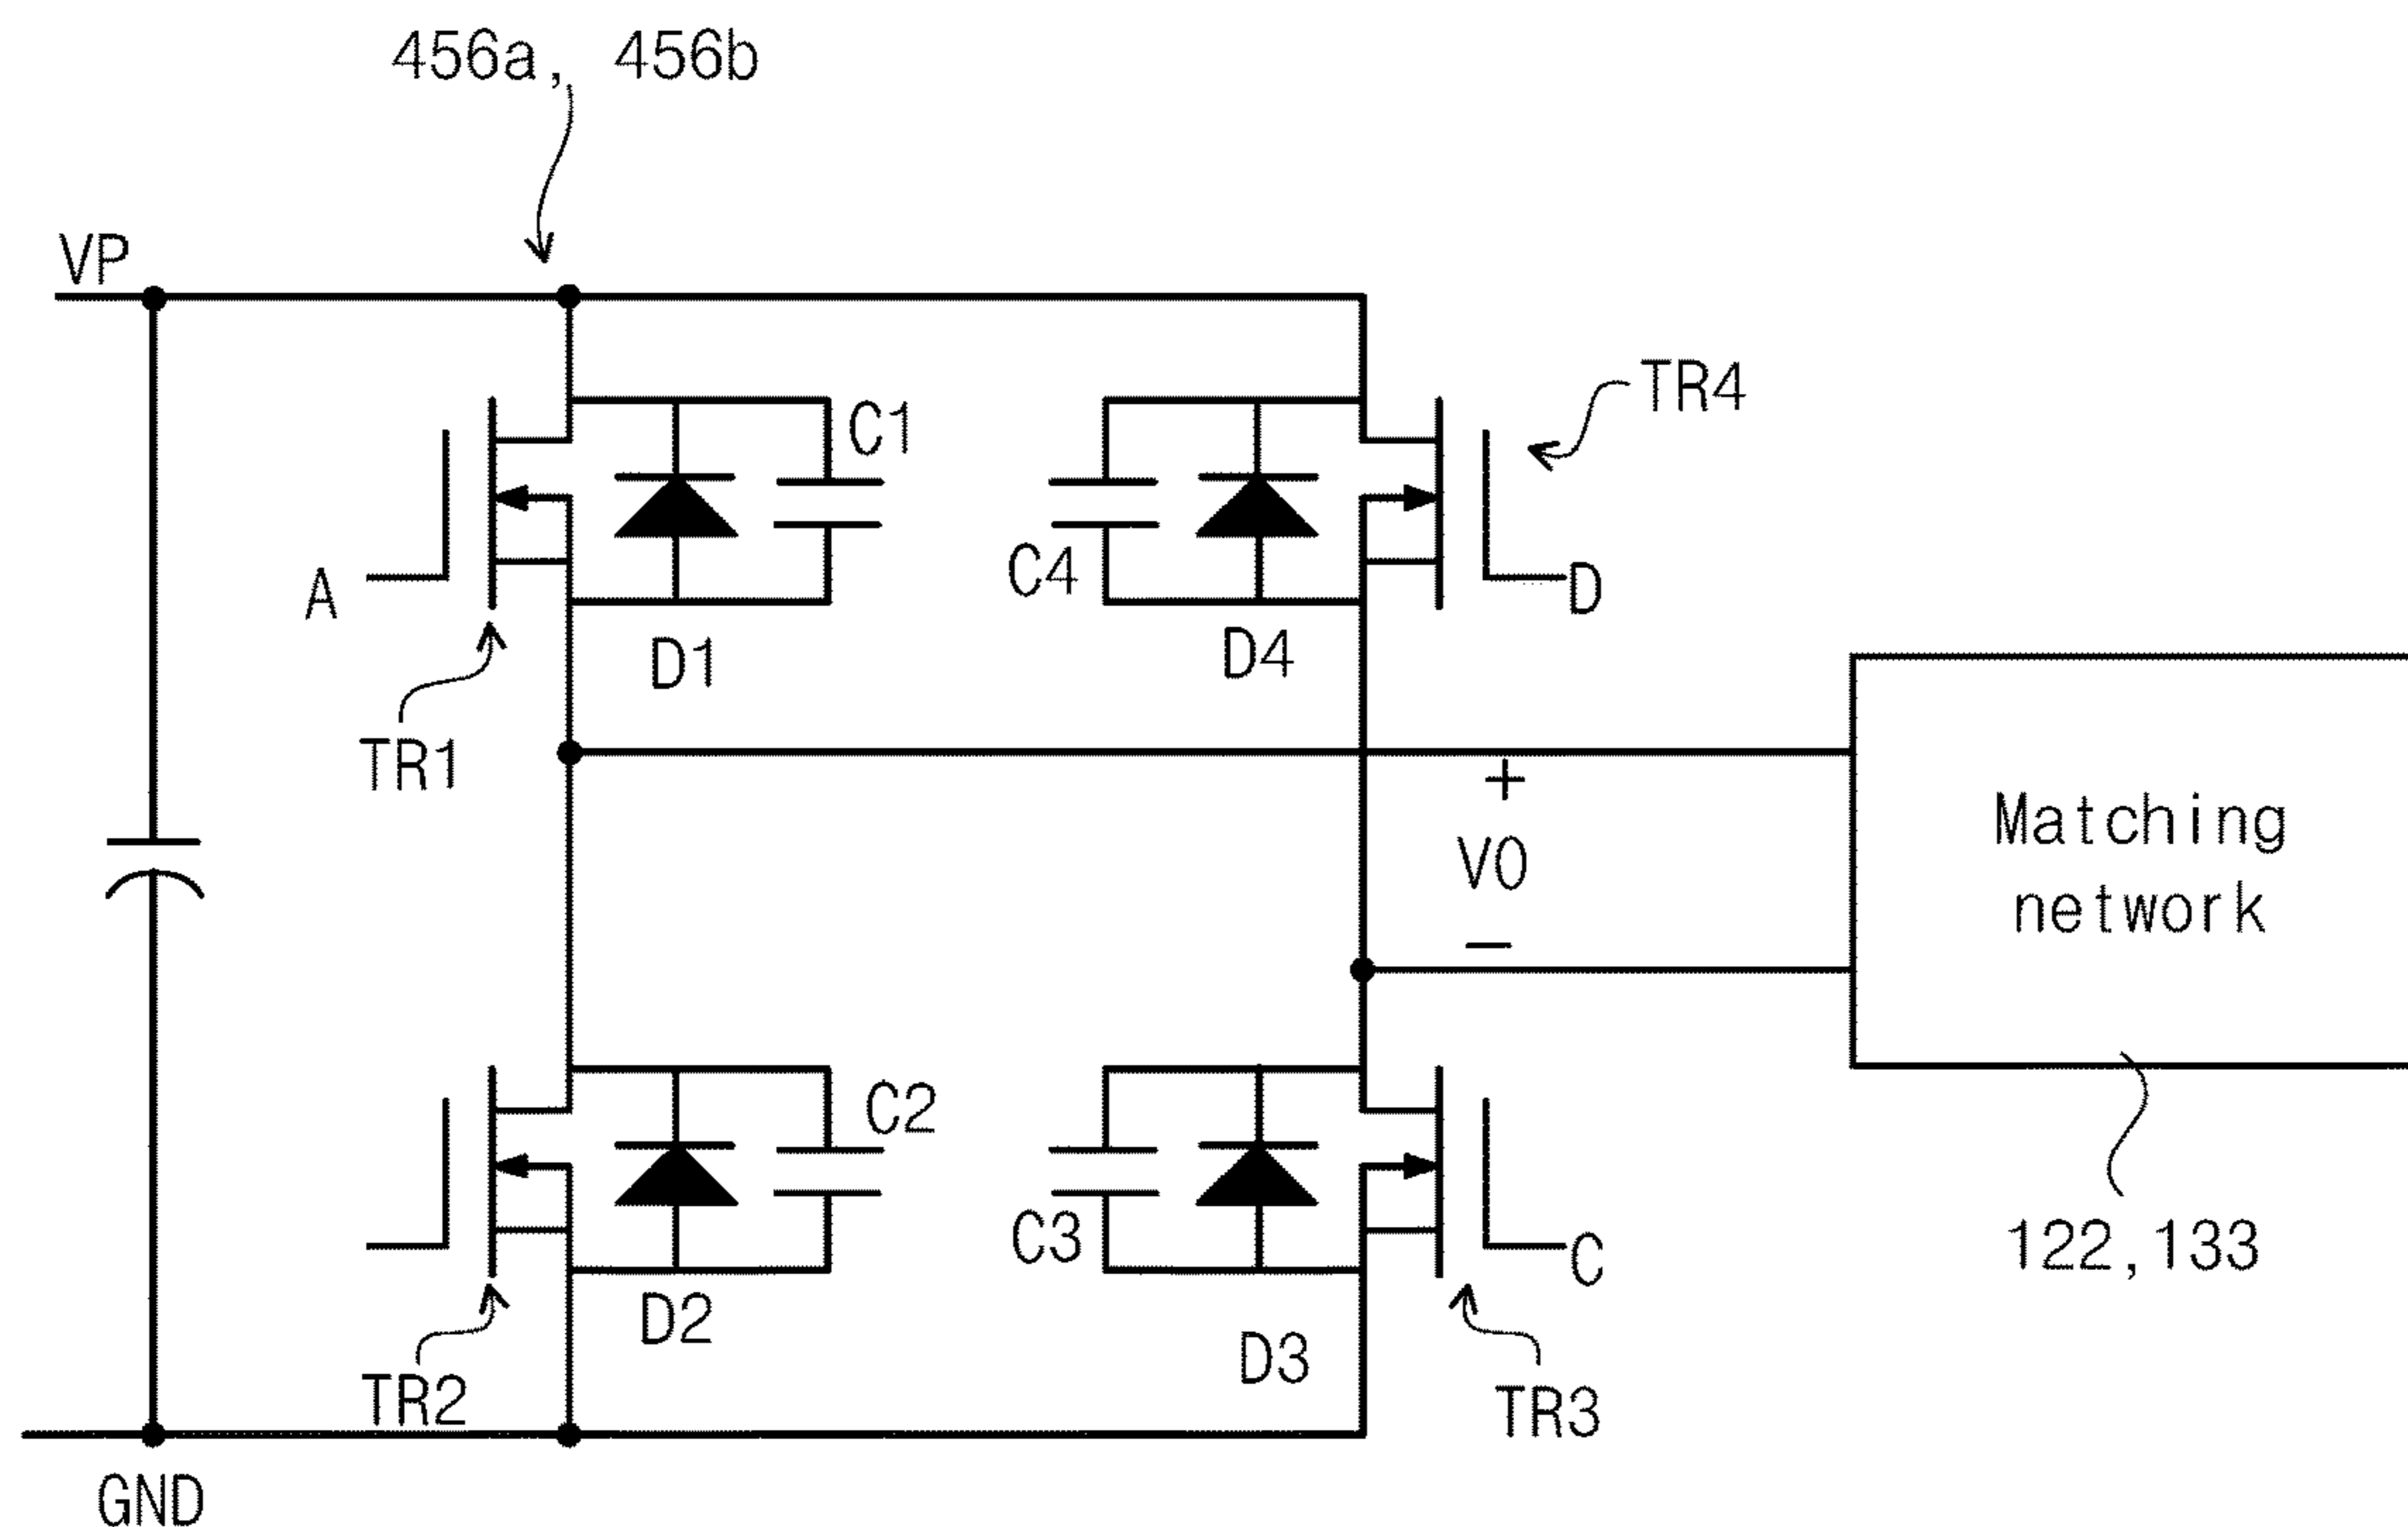 456a, 456b
VP
C1
TR4
C4
A
D
D1
D4
TR1
+
VO
−
Matching
network
C2
C3
C
122,133
D2
D3
TR2
TR3
GND